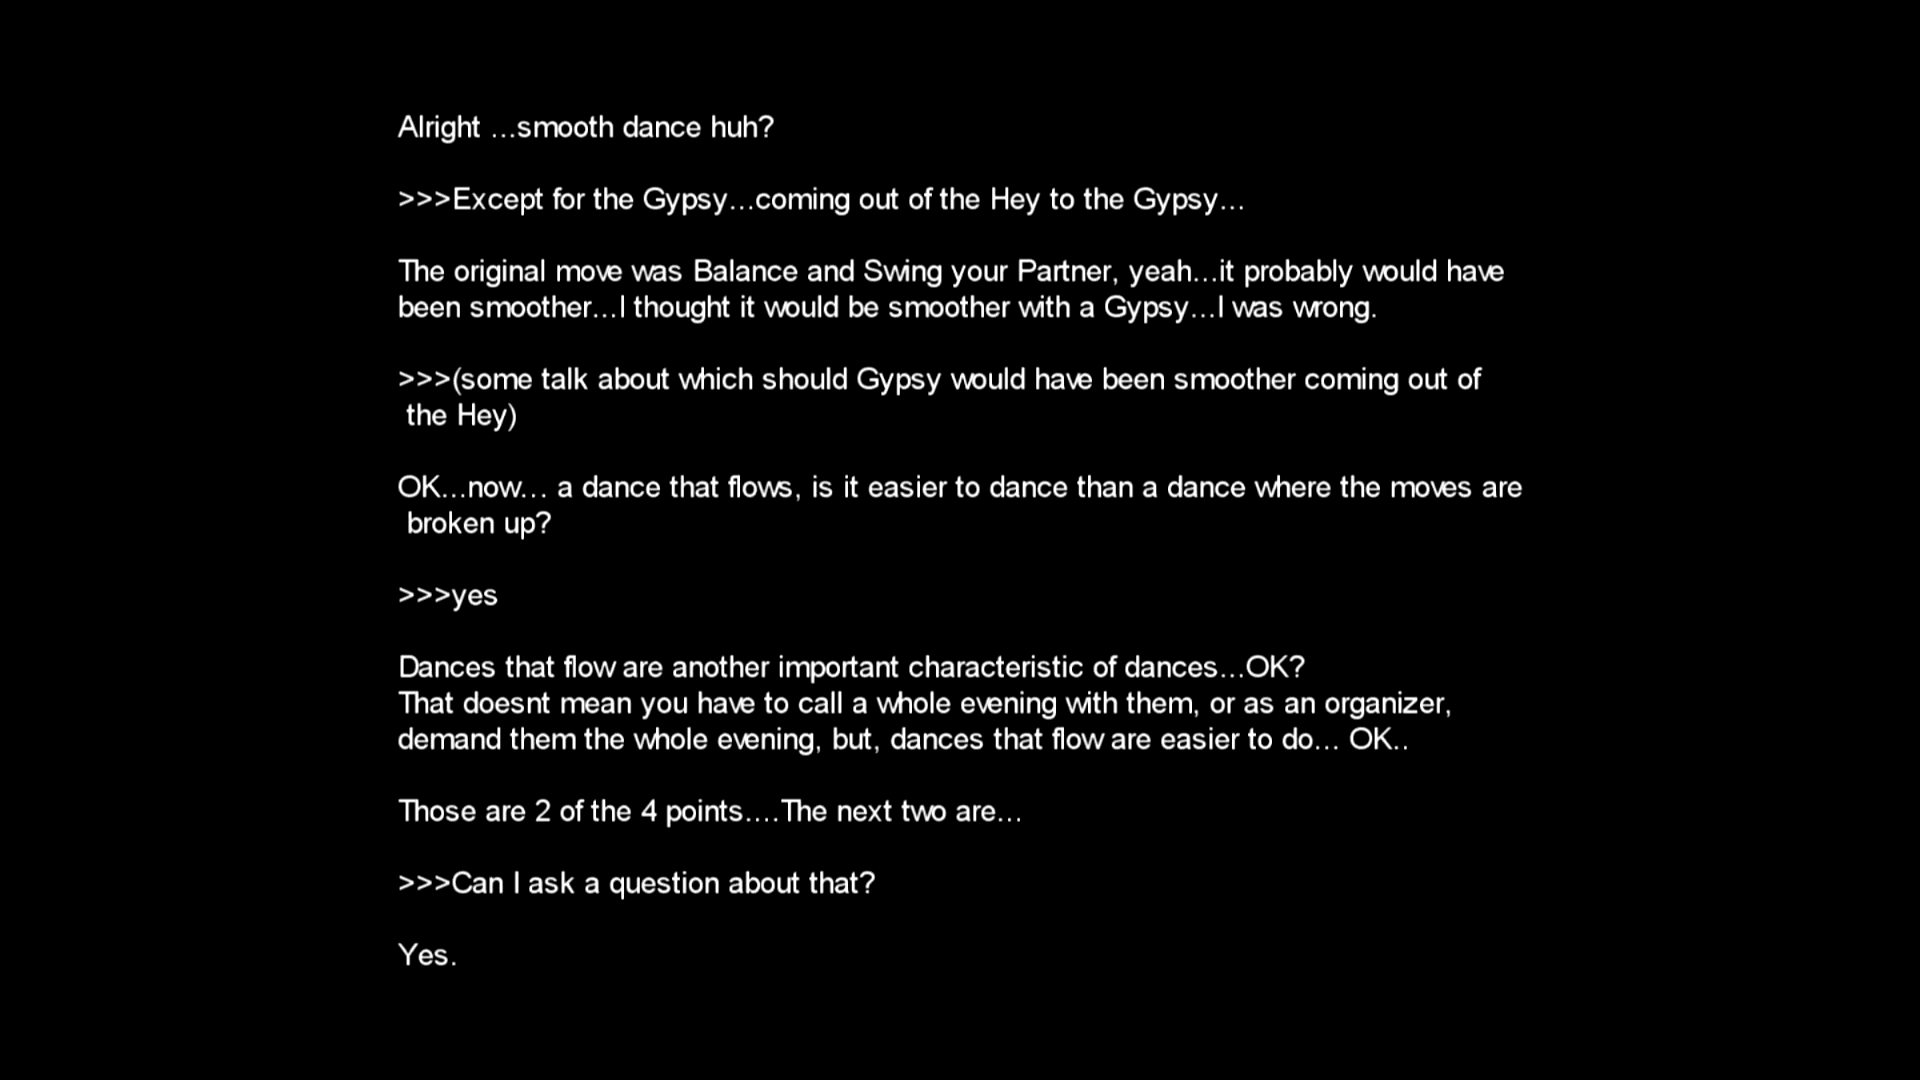 Alright ...smooth dance huh?
>>>Except for the Gypsy...coming out of the Hey to the Gypsy...
The original move was Balance and Swing your Partner, yeah...it probably would have
been smoother...I thought it would be smoother with a Gypsy...I was wrong.
>>>(some talk about which should Gypsy would have been smoother coming out of
the Hey)
OK...now... a dance that flows, is it easier to dance than a dance where the moves are
broken up?
>>>yes
Dances that flow are another important characteristic of dances...OK?
That doesnt mean you have to call a whole evening with them, or as an organizer,
demand them the whole evening, but, dances that flow are easier to do... OK..
Those are 2 of the 4 points....The next two are...
>>>Can I ask a question about that?
Yes.